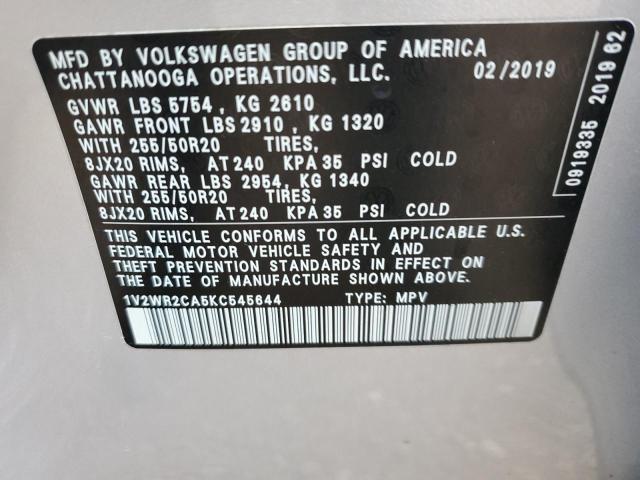 MFD BY VOLKSWAGEN GROUP OF AMERICA
CHATTANOOGA OPERATIONS, LLC. 02/2019
GVWR LBS 5754 , KG 2610
GAWR FRONT LBS 2910 , KG 1320
WITH 255/50R20 TIRES,
8JX20 RIMS, AT 240 KPA 35 PSI COLD
GAWR REAR LBS 2954, KG 1340
WITH 255/50R20 TIRES,
8JX20 RIMS, AT 240 KPA 35 PSI COLD
THIS VEHICLE CONFORMS TO ALL APPLICABLE U.S.
FEDERAL MOTOR VEHICLE SAFETY AND
THEFT PREVENTION STANDARDS IN EFFECT ON
THE DATE OF MANUFACTURE SHOWN ABOVE.
1V2WR2CA5KC545644 TYPE: MPV
0919335 2019 62